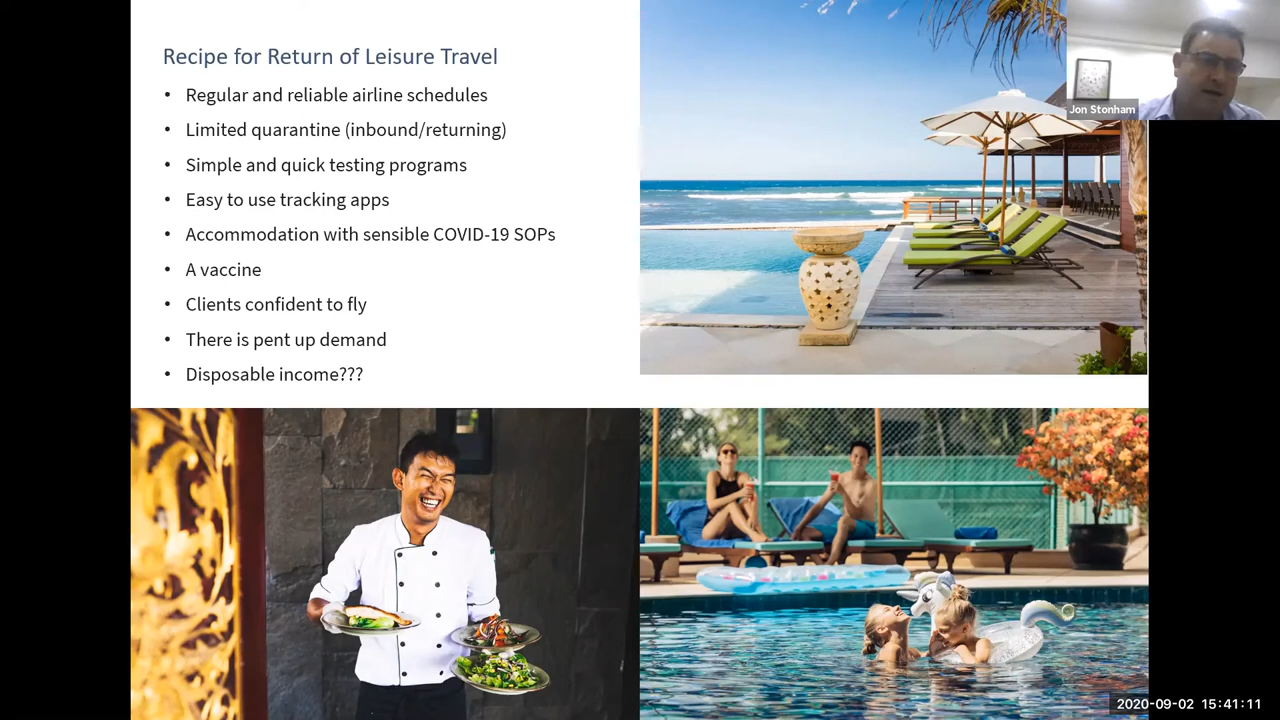 Recipe for Return of Leisure Travel
• Regular and reliable airline schedules
• Limited quarantine (inbound/returning)
• Simple and quick testing programs
• Easy to use tracking apps
• Accommodation with sensible COVID-19 SOPs
• A vaccine
• Clients confident to fly
• There is pent up demand
• Disposable income???
Jon Stonham
2020-09-02 15:41:11